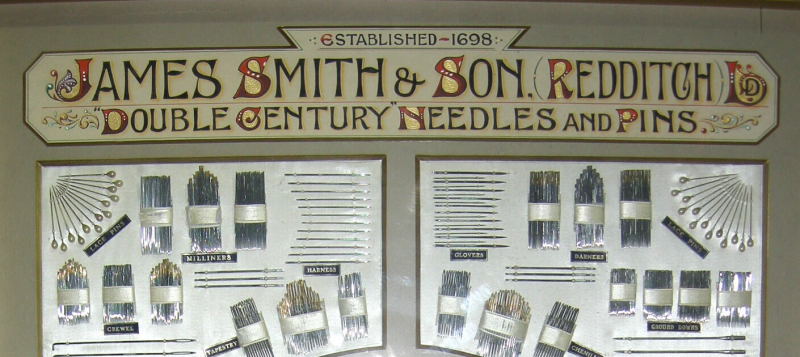 ESTABLISHED-1698
JAMES SMITH & SON, (REDDITCH) LD
"DOUBLE CENTURY" NEEDLES AND PINS.
LACE PINS
MILLINERS
HARNESS
GLOVERS
DARNERS
LACE PINS
CREWEL
TAPESTRY
GROUND DOWNS